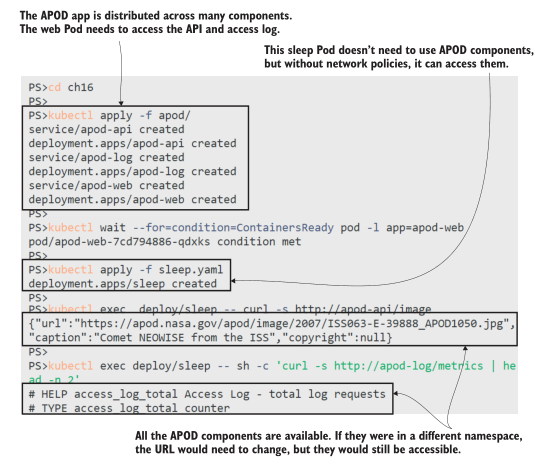 The APOD app is distributed across many components.
The web Pod needs to access the API and access log.
This sleep Pod doesn't need to use APOD components,
but without network policies, it can access them.
PS>cd ch16
PS>
PS>kubectl apply -f apod/
service/apod-api created
deployment.apps/apod-api created
service/apod-log created
deployment.apps/apod-log created
service/apod-web created
deployment.apps/apod-web created
PS>
PS>kubectl wait --for=condition=ContainersReady pod -l app=apod-web
pod/apod-web-7cd794886-qdxks condition met
PS>
PS>kubectl apply -f sleep.yaml
deployment.apps/sleep created
PS>
PS>kubectl exec deploy/sleep -- curl -s http://apod-api/image
{"url":"https://apod.nasa.gov/apod/image/2007/ISS063-E-39888_APOD1050.jpg",
"caption":"Comet NEOWISE from the ISS","copyright":null}
PS>
PS>kubectl exec deploy/sleep -- sh -c 'curl -s http://apod-log/metrics | he
ad -n 2'
# HELP access_log_total Access Log - total log requests
# TYPE access_log_total counter
All the APOD components are available. If they were in a different namespace,
the URL would need to change, but they would still be accessible.